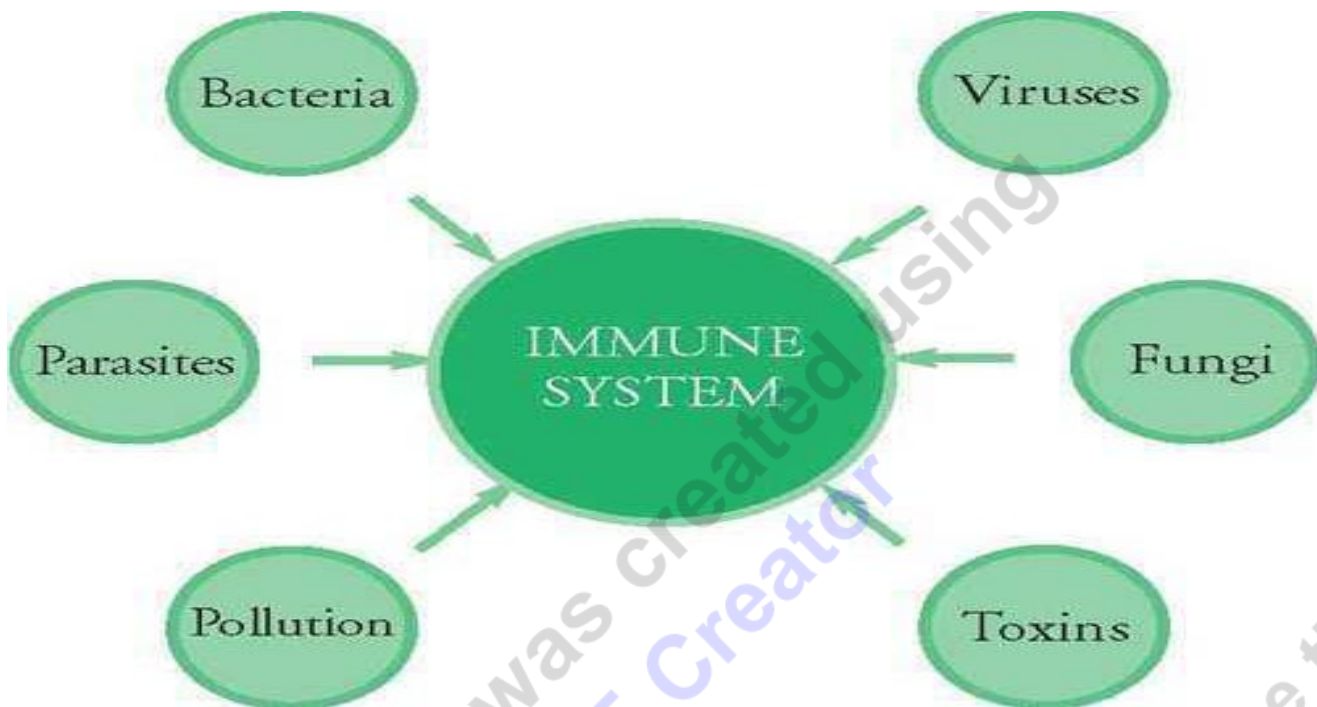 Bacteria
Viruses
IMMUNE
SYSTEM
Parasites
Fungi
Pollution
Toxins
was created using
Creator